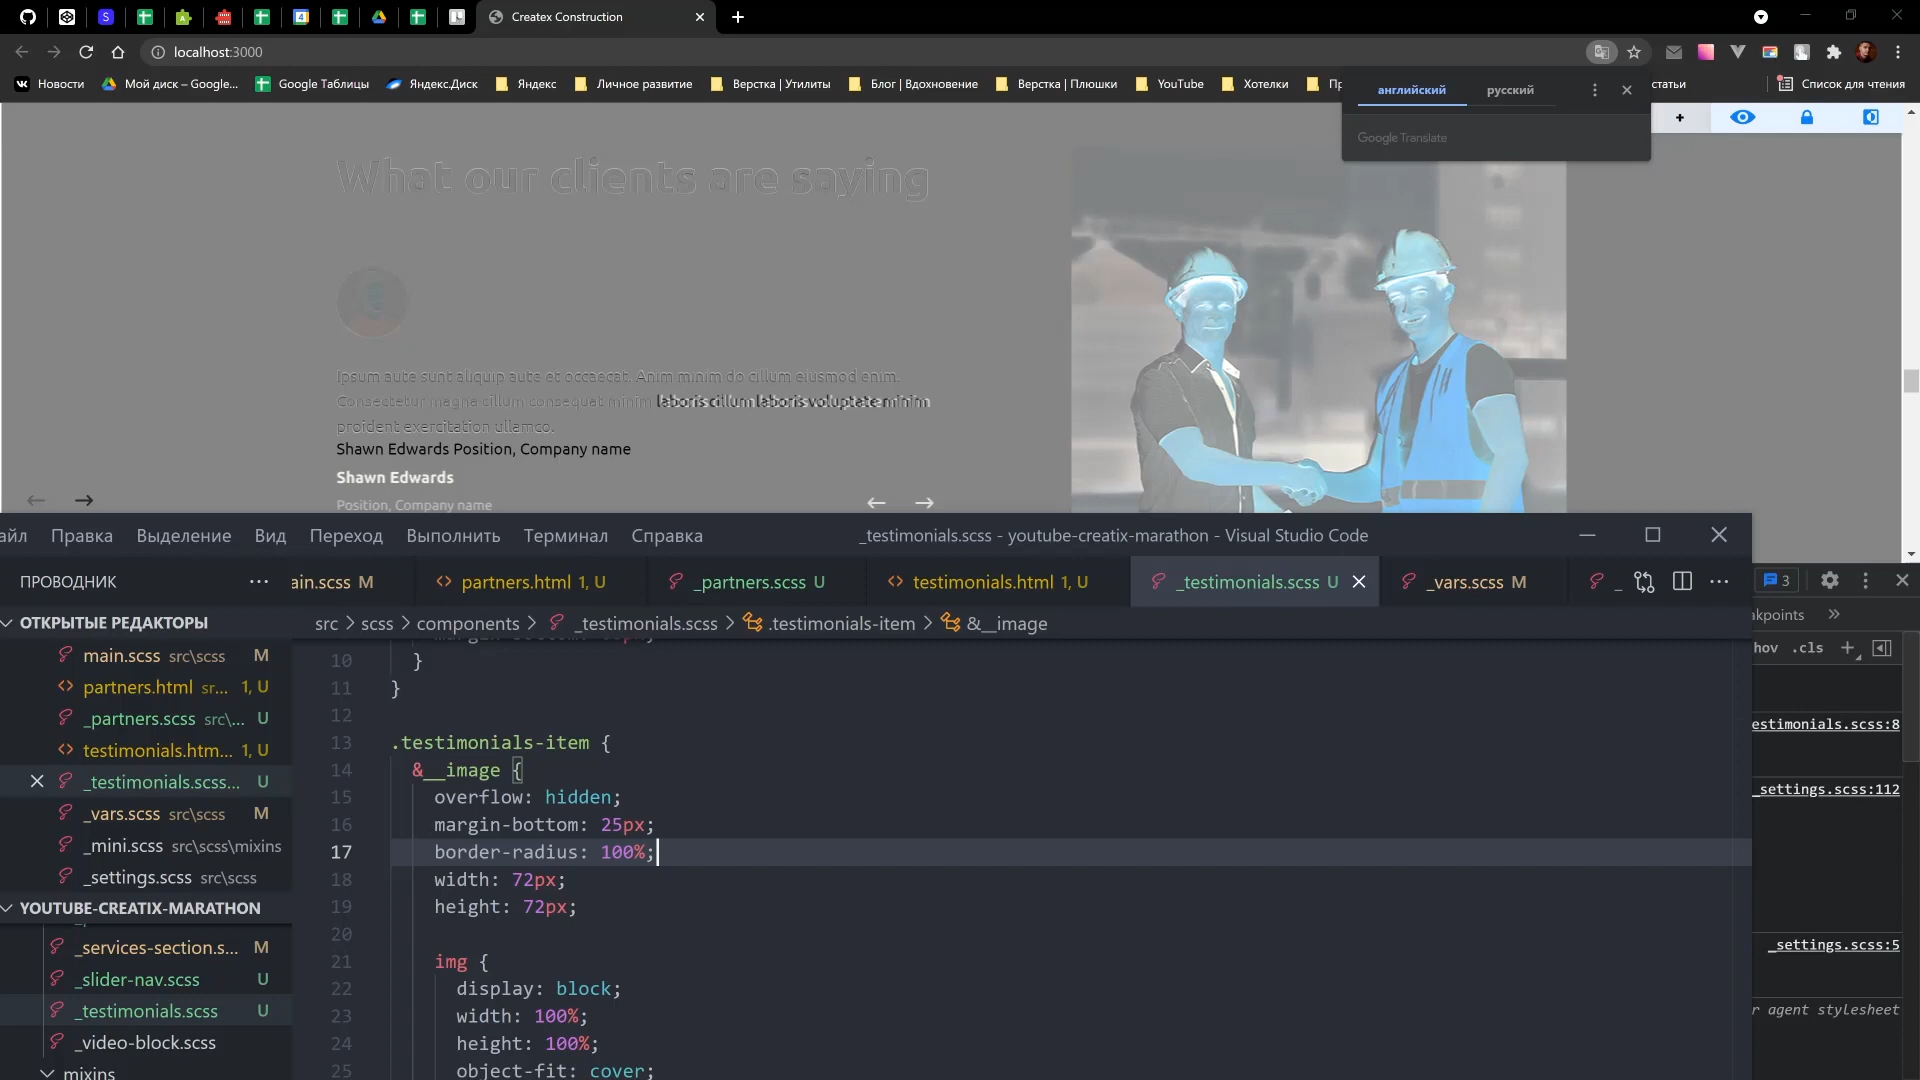 Createx Construction
localhost:3000
Новости
Мой диск – Google...
Google Таблицы
Яндекс.Диск
Яндекс
Личное развитие
Верстка | Утилиты
Блог | Вдохновение
Верстка | Плюшки
YouTube
Хотелки
статьи
Список для чтения
английский
русский
Google Translate
What our clients are saying
Ipsum aute sunt aliquip aute et occaecat. Anim minim do cillum eiusmod enim.
Consectetur magna cillum consequat minim laboris cillum laboris voluptate minim
proident exercitation ullamco.
Shawn Edwards Position, Company name
Shawn Edwards
Position, Company name
айл Правка Выделение Вид Переход Выполнить Терминал Справка
_testimonials.scss - youtube-creatix-marathon - Visual Studio Code
ПРОВОДНИК
ain.scss M
partners.html 1, U
_partners.scss U
testimonials.html 1, U
_testimonials.scss U
_vars.scss M
3
akpoints
ОТКРЫТЫЕ РЕДАКТОРЫ
src > scss > components > _testimonials.scss > .testimonials-item > &__image
main.scss src\scss M
partners.html sr... 1, U
_partners.scss src\... U
testimonials.htm... 1, U
_testimonials.scss... U
_vars.scss src\scss M
_mini.scss src\scss\mixins
_settings.scss src\scss
YOUTUBE-CREATIX-MARATHON
_services-section.s... M
_slider-nav.scss U
_testimonials.scss U
_video-block.scss
mixins
10 }
11 }
12
13 .testimonials-item {
14 &__image {
15 overflow: hidden;
16 margin-bottom: 25px;
17 border-radius: 100%;
18 width: 72px;
19 height: 72px;
20
21 img {
22 display: block;
23 width: 100%;
24 height: 100%;
25 object-fit: cover;
hov .cls
estimonials.scss:8
_settings.scss:112
_settings.scss:5
r agent stylesheet